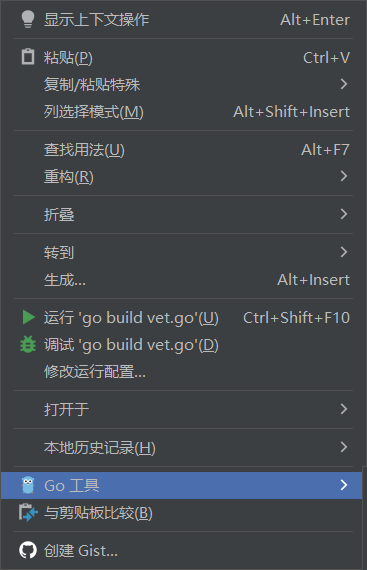 显示上下文操作 Alt+Enter
粘贴(P) Ctrl+V
复制/粘贴特殊
列选择模式(M) Alt+Shift+Insert
查找用法(U) Alt+F7
重构(R)
折叠
转到
生成... Alt+Insert
运行 'go build vet.go'(U) Ctrl+Shift+F10
调试 'go build vet.go'(D)
修改运行配置...
打开于
本地历史记录(H)
Go 工具
与剪贴板比较(B)
创建 Gist...